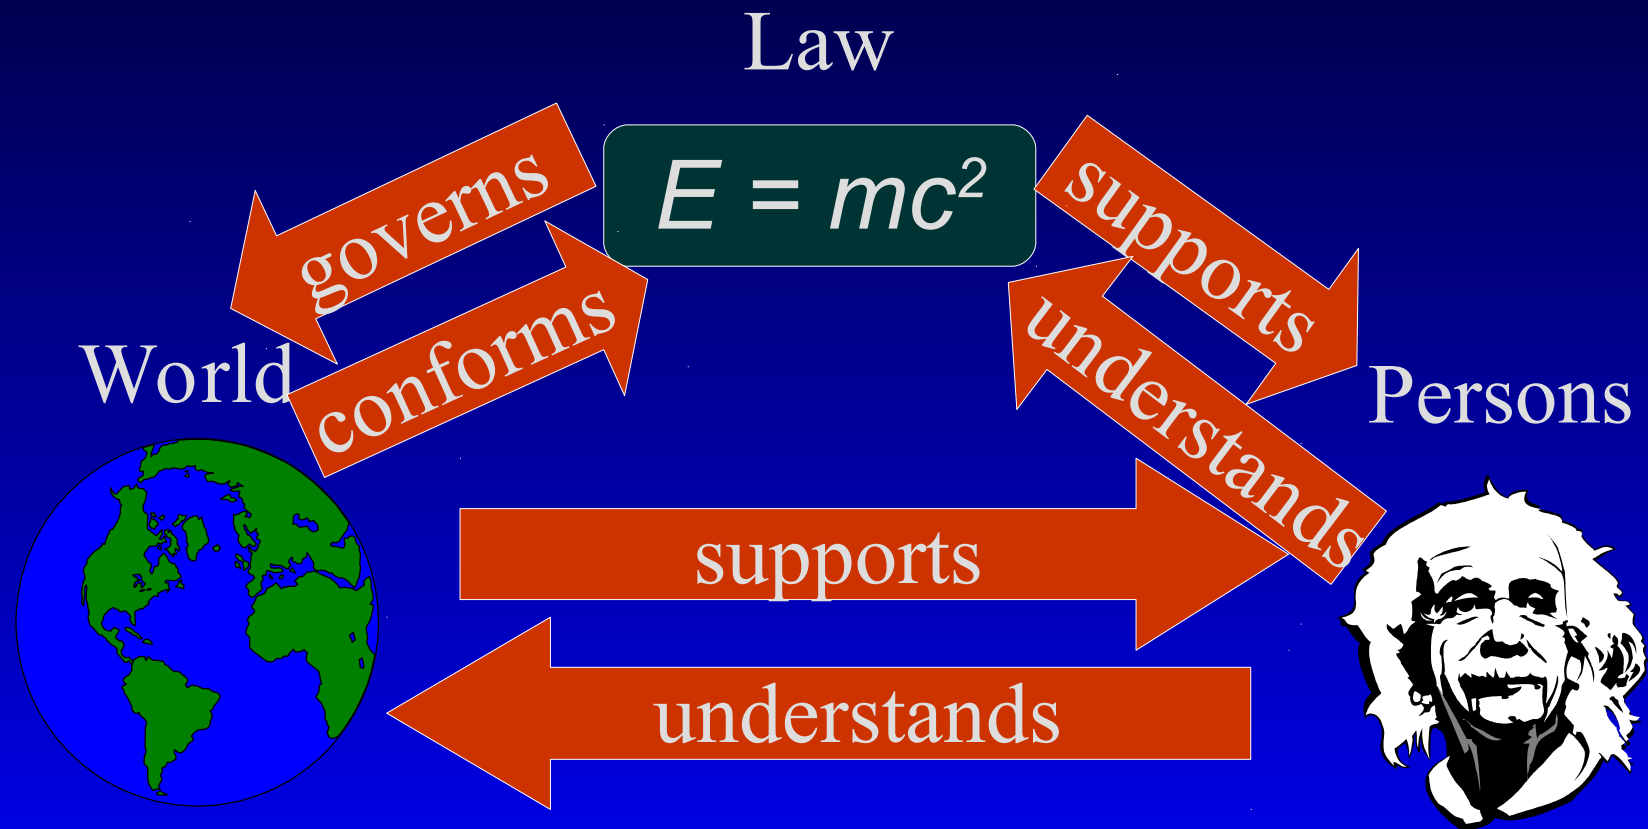 Law
E = mc²
governs
supports
conforms
understands
World
Persons
supports
understands